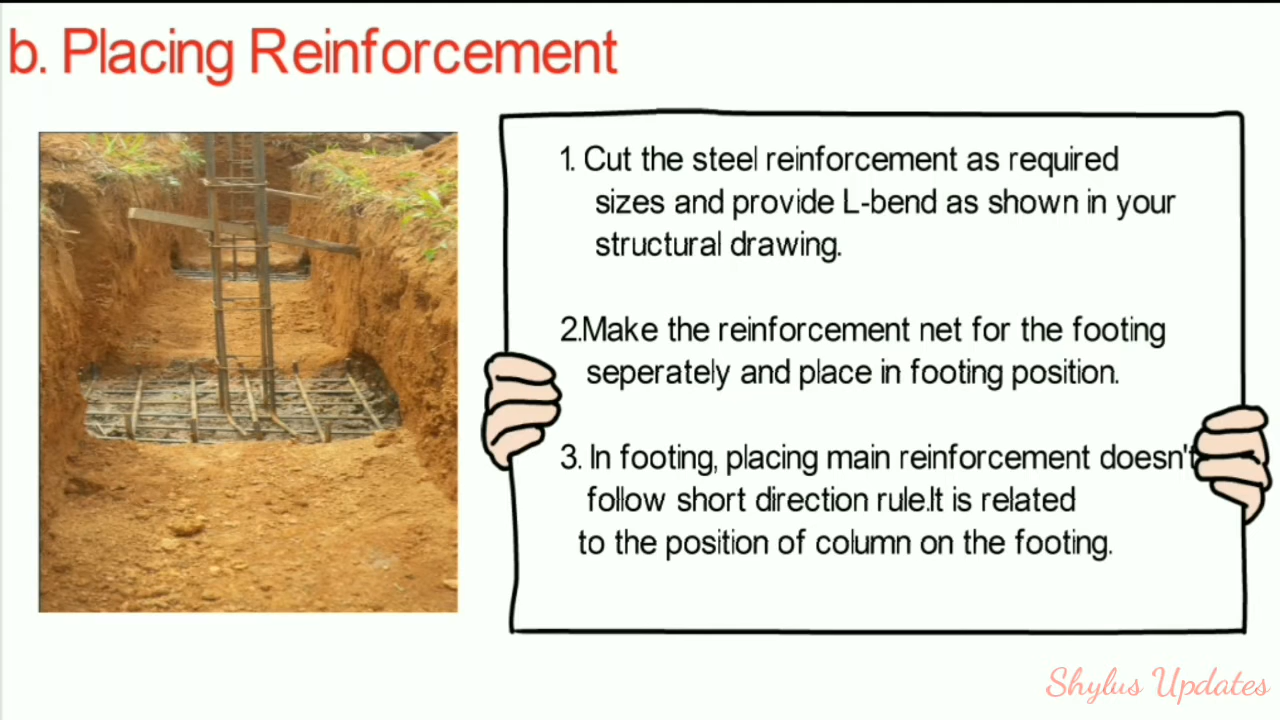 b. Placing Reinforcement
1. Cut the steel reinforcement as required
sizes and provide L-bend as shown in your
structural drawing.
2.Make the reinforcement net for the footing
seperately and place in footing position.
3. In footing, placing main reinforcement doesn't
follow short direction rule.It is related
to the position of column on the footing.
Shylus Updates